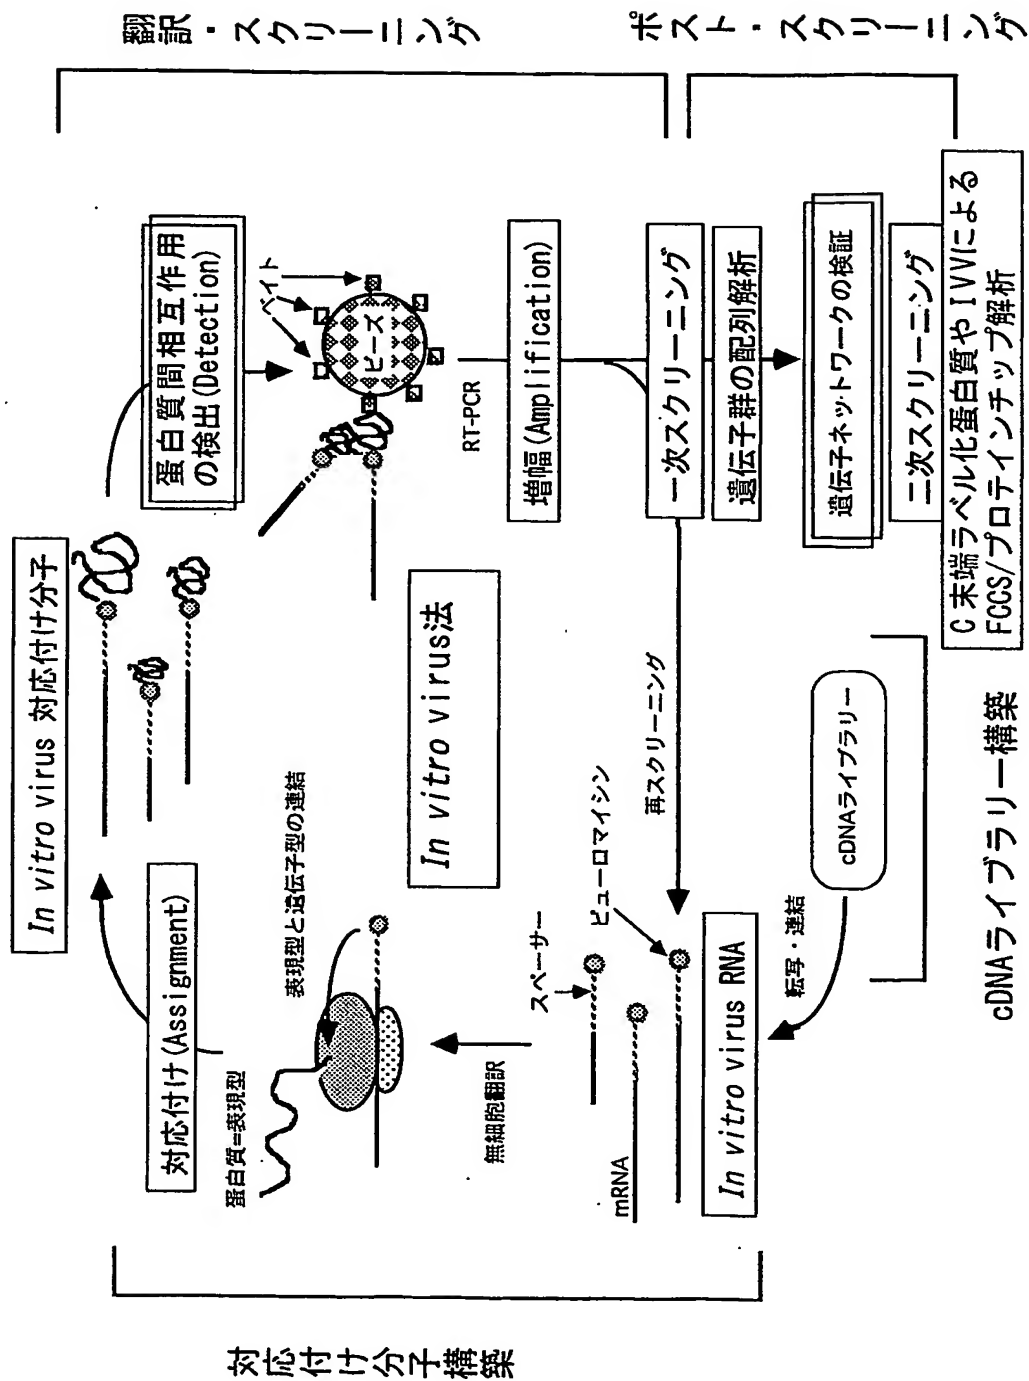 対応付け分子構築
翻訳・スクリーニング
ポスト・スクリーニング
In vitro virus 対応付け分子
対応付け(Assignment)
蛋白質=表現型
表現型と遺伝子型の連結
無細胞翻訳
mRNA
スペーサー
ピューロマイシン
In vitro virus RNA
転写・連結
cDNAライブラリー
cDNAライブラリー構築
In vitro virus法
再スクリーニング
蛋白質間相互作用
の検出(Detection)
ベイト
ビーズ
RT-PCR
増幅(Amplification)
一次スクリーニング
遺伝子群の配列解析
遺伝子ネットワークの検証
二次スクリーニング
C末端ラベル化蛋白質やIVVによる
FCCS/プロテインチップ解析